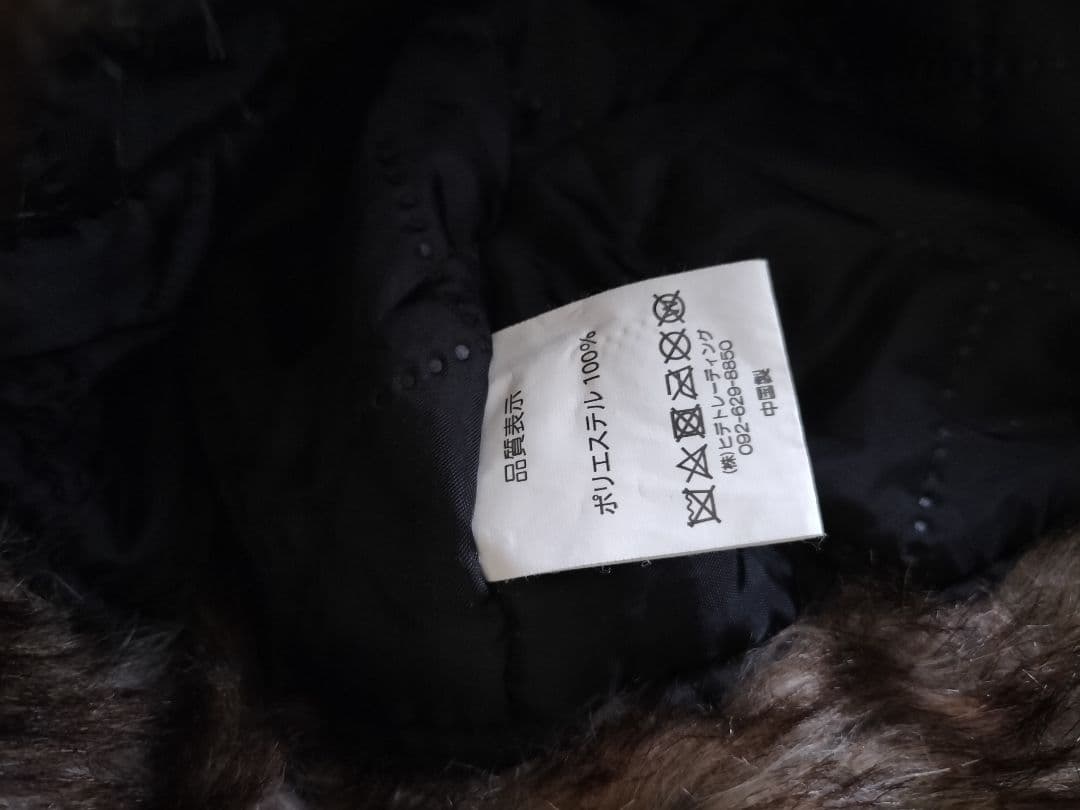 品質表示
ポリエステル 100%
(株)ヒデトレーディング
092-629-8850
中国製